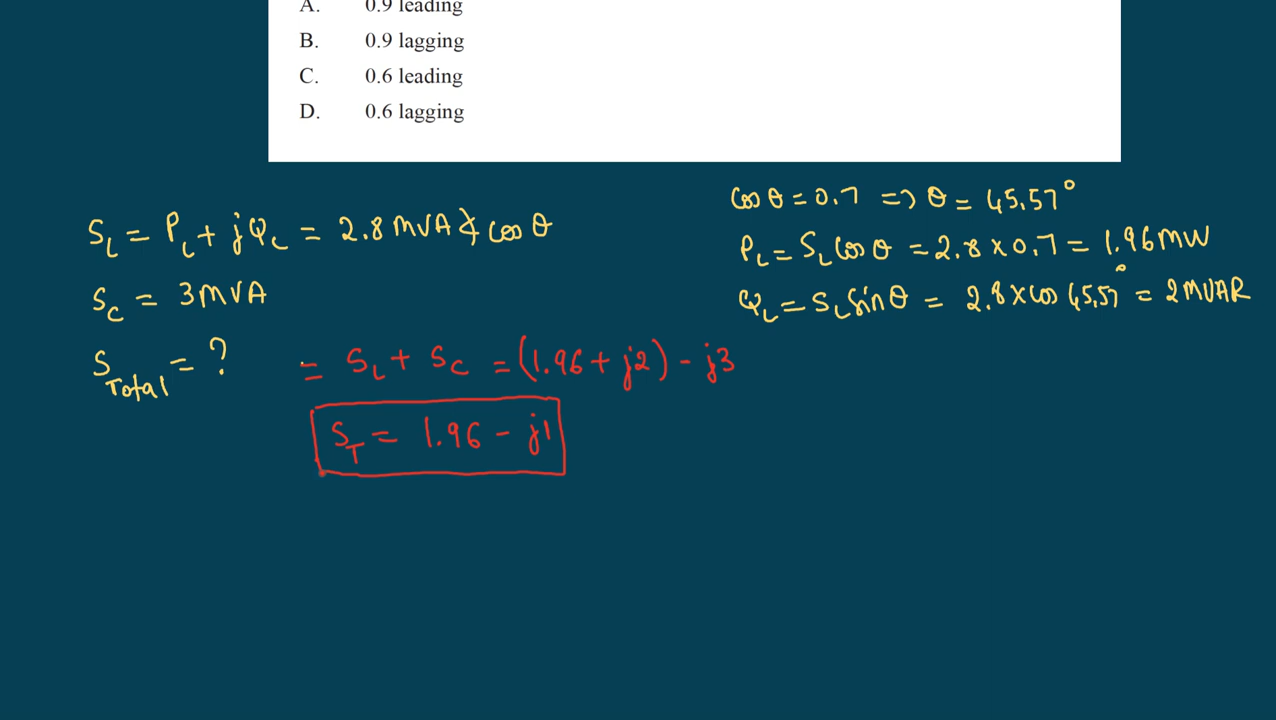 A. 0.9 leading
B. 0.9 lagging
C. 0.6 leading
D. 0.6 lagging
S_L = P_L + jQ_L = 2.8 MVA ∡ cos θ
S_C = 3 MVA
S_Total = ? = S_L + S_C = (1.96 + j2) - j3
S_T = 1.96 - j1
cos θ = 0.7 => θ = 45.57°
P_L = S_L cos θ = 2.8 × 0.7 = 1.96 MW
Q_L = S_L sin θ = 2.8 × cos 45.57° = 2 MVAR